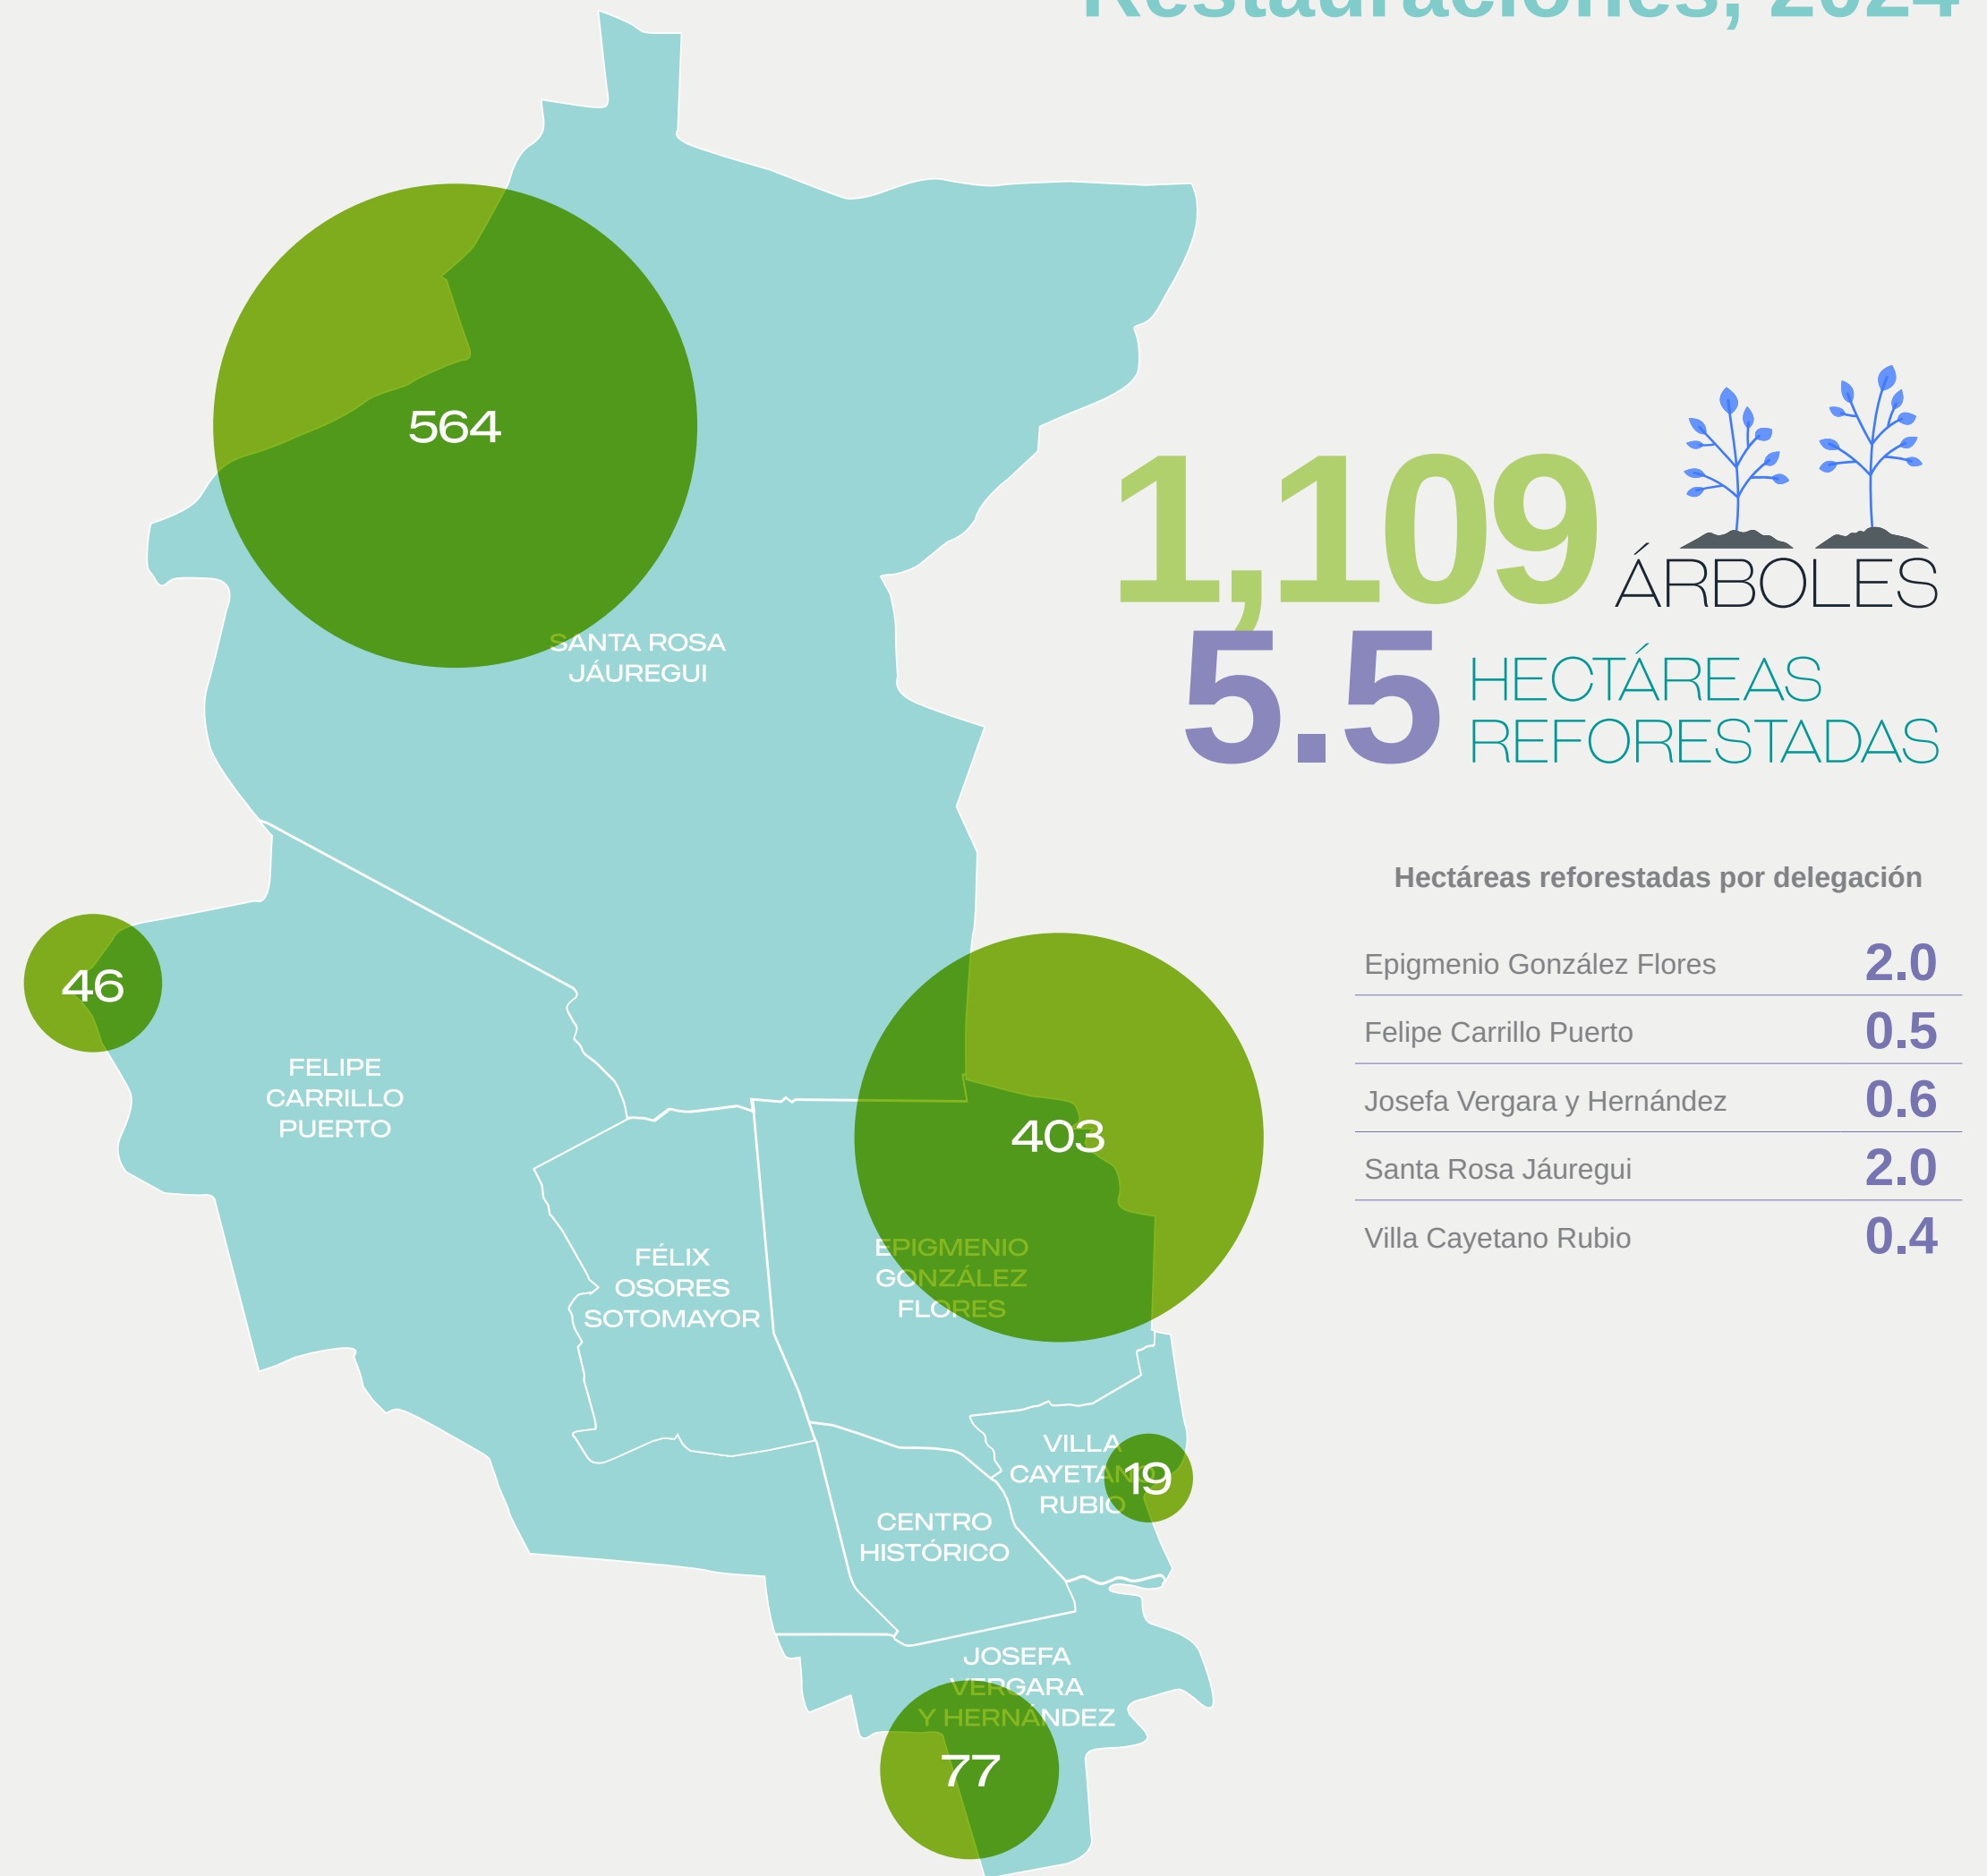 Restauraciones, 2024
564
SANTA ROSA
JÁUREGUI
1,109 ÁRBOLES
5.5 HECTÁREAS
REFORESTADAS
Hectáreas reforestadas por delegación
Epigmenio González Flores 2.0
Felipe Carrillo Puerto 0.5
Josefa Vergara y Hernández 0.6
Santa Rosa Jáuregui 2.0
Villa Cayetano Rubio 0.4
46
FELIPE
CARRILLO
PUERTO
403
EPIGMENIO
GONZÁLEZ
FLORES
FÉLIX
OSORES
SOTOMAYOR
VILLA
CAYETANO
RUBIO
19
CENTRO
HISTÓRICO
JOSEFA
VERGARA
Y HERNÁNDEZ
77